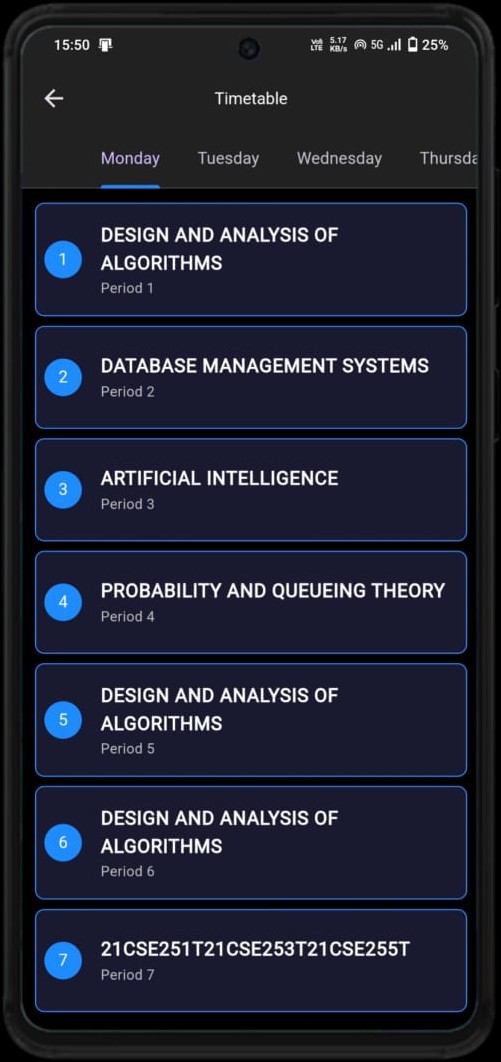 15:50 Vo) LTE 5.17 KB/s 5G 25%
Timetable
Monday Tuesday Wednesday Thursda
DESIGN AND ANALYSIS OF
1 ALGORITHMS
Period 1
2 DATABASE MANAGEMENT SYSTEMS
Period 2
3 ARTIFICIAL INTELLIGENCE
Period 3
4 PROBABILITY AND QUEUEING THEORY
Period 4
DESIGN AND ANALYSIS OF
5 ALGORITHMS
Period 5
DESIGN AND ANALYSIS OF
6 ALGORITHMS
Period 6
7 21CSE251T21CSE253T21CSE255T
Period 7